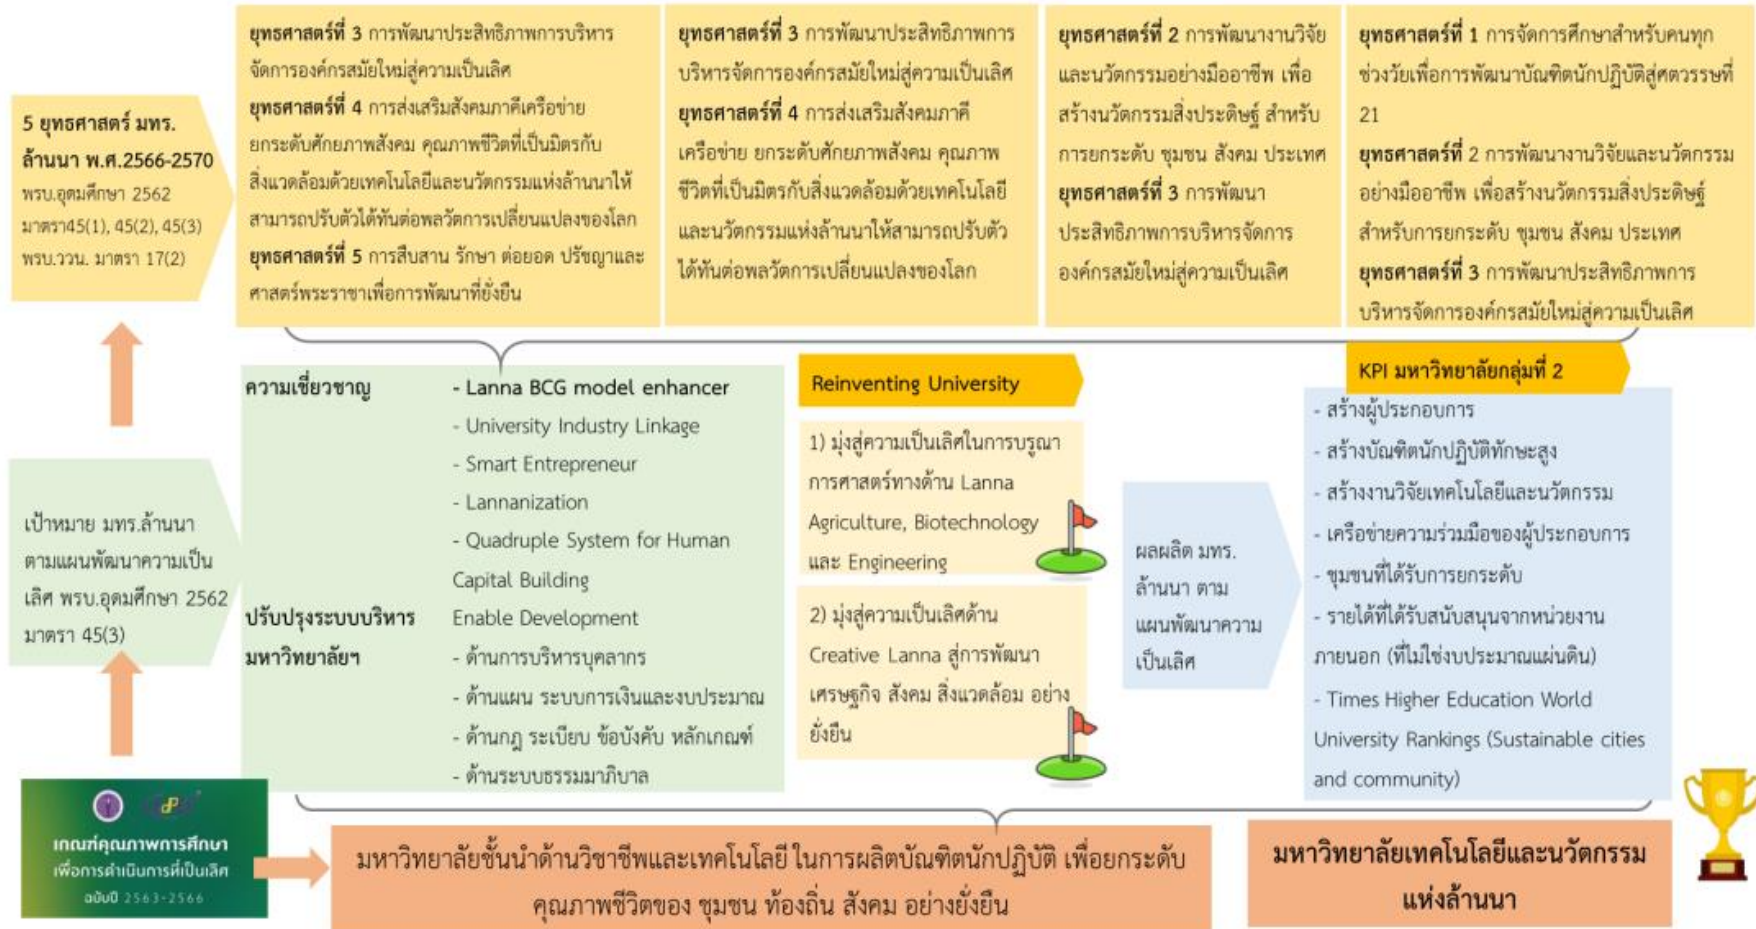 5 ยุทธศาสตร์ มทร.
ล้านนา พ.ศ.2566-2570
พรบ.อุดมศึกษา 2562
มาตรา45(1), 45(2), 45(3)
พรบ.ววน. มาตรา 17(2)
ยุทธศาสตร์ที่ 3 การพัฒนาประสิทธิภาพการบริหาร
จัดการองค์กรสมัยใหม่สู่ความเป็นเลิศ
ยุทธศาสตร์ที่ 4 การส่งเสริมสังคมภาคีเครือข่าย
ยกระดับศักยภาพสังคม คุณภาพชีวิตที่เป็นมิตรกับ
สิ่งแวดล้อมด้วยเทคโนโลยีและนวัตกรรมแห่งล้านนาให้
สามารถปรับตัวได้ทันต่อพลวัตการเปลี่ยนแปลงของโลก
ยุทธศาสตร์ที่ 5 การสืบสาน รักษา ต่อยอด ปรัชญาและ
ศาสตร์พระราชาเพื่อการพัฒนาที่ยั่งยืน
ยุทธศาสตร์ที่ 3 การพัฒนาประสิทธิภาพการ
บริหารจัดการองค์กรสมัยใหม่สู่ความเป็นเลิศ
ยุทธศาสตร์ที่ 4 การส่งเสริมสังคมภาคี
เครือข่าย ยกระดับศักยภาพสังคม คุณภาพ
ชีวิตที่เป็นมิตรกับสิ่งแวดล้อมด้วยเทคโนโลยี
และนวัตกรรมแห่งล้านนาให้สามารถปรับตัว
ได้ทันต่อพลวัตการเปลี่ยนแปลงของโลก
ยุทธศาสตร์ที่ 2 การพัฒนางานวิจัย
และนวัตกรรมอย่างมืออาชีพ เพื่อ
สร้างนวัตกรรมสิ่งประดิษฐ์ สำหรับ
การยกระดับ ชุมชน สังคม ประเทศ
ยุทธศาสตร์ที่ 3 การพัฒนา
ประสิทธิภาพการบริหารจัดการ
องค์กรสมัยใหม่สู่ความเป็นเลิศ
ยุทธศาสตร์ที่ 1 การจัดการศึกษาสำหรับคนทุก
ช่วงวัยเพื่อการพัฒนาบัณฑิตนักปฏิบัติสู่ศตวรรษที่
21
ยุทธศาสตร์ที่ 2 การพัฒนางานวิจัยและนวัตกรรม
อย่างมืออาชีพ เพื่อสร้างนวัตกรรมสิ่งประดิษฐ์
สำหรับการยกระดับ ชุมชน สังคม ประเทศ
ยุทธศาสตร์ที่ 3 การพัฒนาประสิทธิภาพการ
บริหารจัดการองค์กรสมัยใหม่สู่ความเป็นเลิศ
เป้าหมาย มทร.ล้านนา
ตามแผนพัฒนาความเป็น
เลิศ พรบ.อุดมศึกษา 2562
มาตรา 45(3)
ความเชี่ยวชาญ
- Lanna BCG model enhancer
- University Industry Linkage
- Smart Entrepreneur
- Lannanization
- Quadruple System for Human
Capital Building
ปรับปรุงระบบบริหาร
มหาวิทยาลัยฯ
Enable Development
- ด้านการบริหารบุคลากร
- ด้านแผน ระบบการเงินและงบประมาณ
- ด้านกฎ ระเบียบ ข้อบังคับ หลักเกณฑ์
- ด้านระบบธรรมมาภิบาล
Reinventing University
1) มุ่งสู่ความเป็นเลิศในการบรูณา
การศาสตร์ทางด้าน Lanna
Agriculture, Biotechnology
และ Engineering
2) มุ่งสู่ความเป็นเลิศด้าน
Creative Lanna สู่การพัฒนา
เศรษฐกิจ สังคม สิ่งแวดล้อม อย่าง
ยั่งยืน
ผลผลิต มทร.
ล้านนา ตาม
แผนพัฒนาความ
เป็นเลิศ
KPI มหาวิทยาลัยกลุ่มที่ 2
- สร้างผู้ประกอบการ
- สร้างบัณฑิตนักปฏิบัติทักษะสูง
- สร้างงานวิจัยเทคโนโลยีและนวัตกรรม
- เครือข่ายความร่วมมือของผู้ประกอบการ
- ชุมชนที่ได้รับการยกระดับ
- รายได้ที่ได้รับสนับสนุนจากหน่วยงาน
ภายนอก (ที่ไม่ใช่งบประมาณแผ่นดิน)
- Times Higher Education World
University Rankings (Sustainable cities
and community)
เกณฑ์คุณภาพการศึกษา
เพื่อการดำเนินการที่เป็นเลิศ
ฉบับปี 2563-2566
มหาวิทยาลัยชั้นนำด้านวิชาชีพและเทคโนโลยี ในการผลิตบัณฑิตนักปฏิบัติ เพื่อยกระดับ
คุณภาพชีวิตของ ชุมชน ท้องถิ่น สังคม อย่างยั่งยืน
มหาวิทยาลัยเทคโนโลยีและนวัตกรรม
แห่งล้านนา